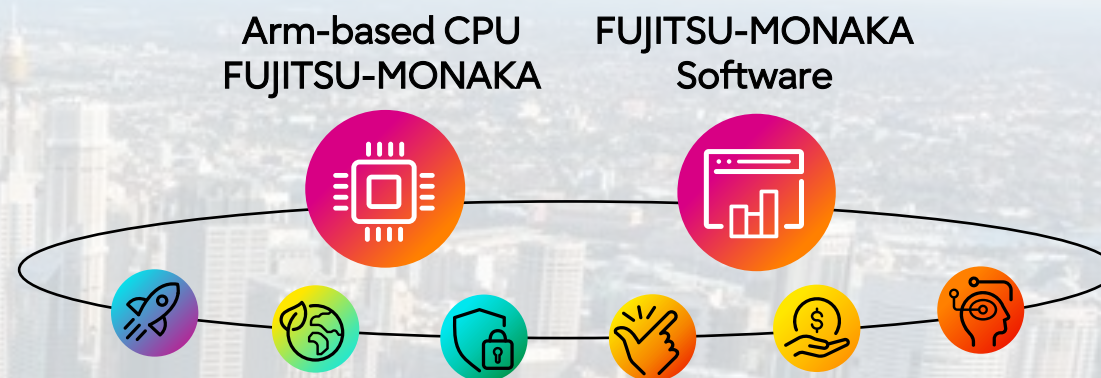 Arm-based CPU
FUJITSU-MONAKA
FUJITSU-MONAKA
Software
$